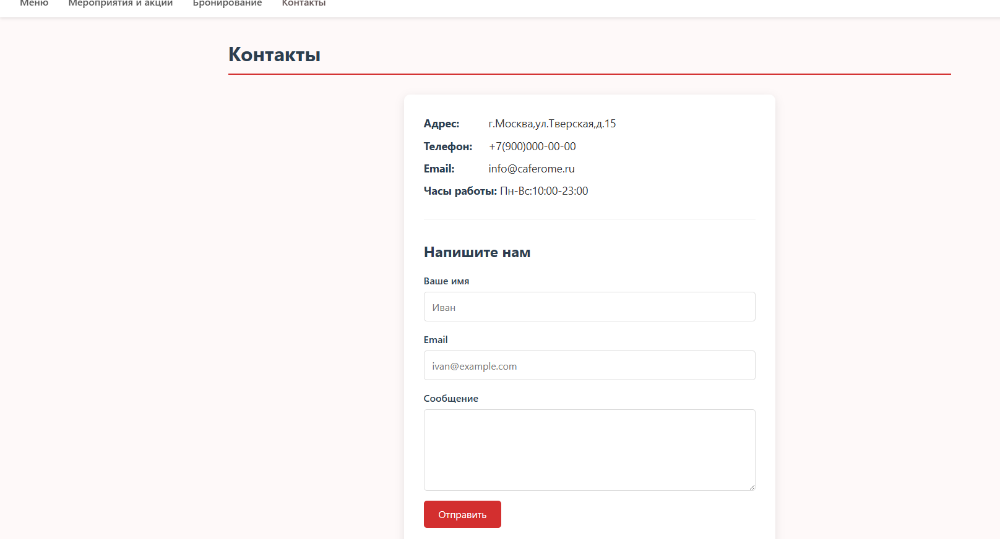 Меню Мероприятия и акции Бронирование Контакты
Контакты
Адрес: г.Москва,ул.Тверская,д.15
Телефон: +7(900)000-00-00
Email: info@caferome.ru
Часы работы: Пн-Вс:10:00-23:00
Напишите нам
Ваше имя
Иван
Email
ivan@example.com
Сообщение
Отправить